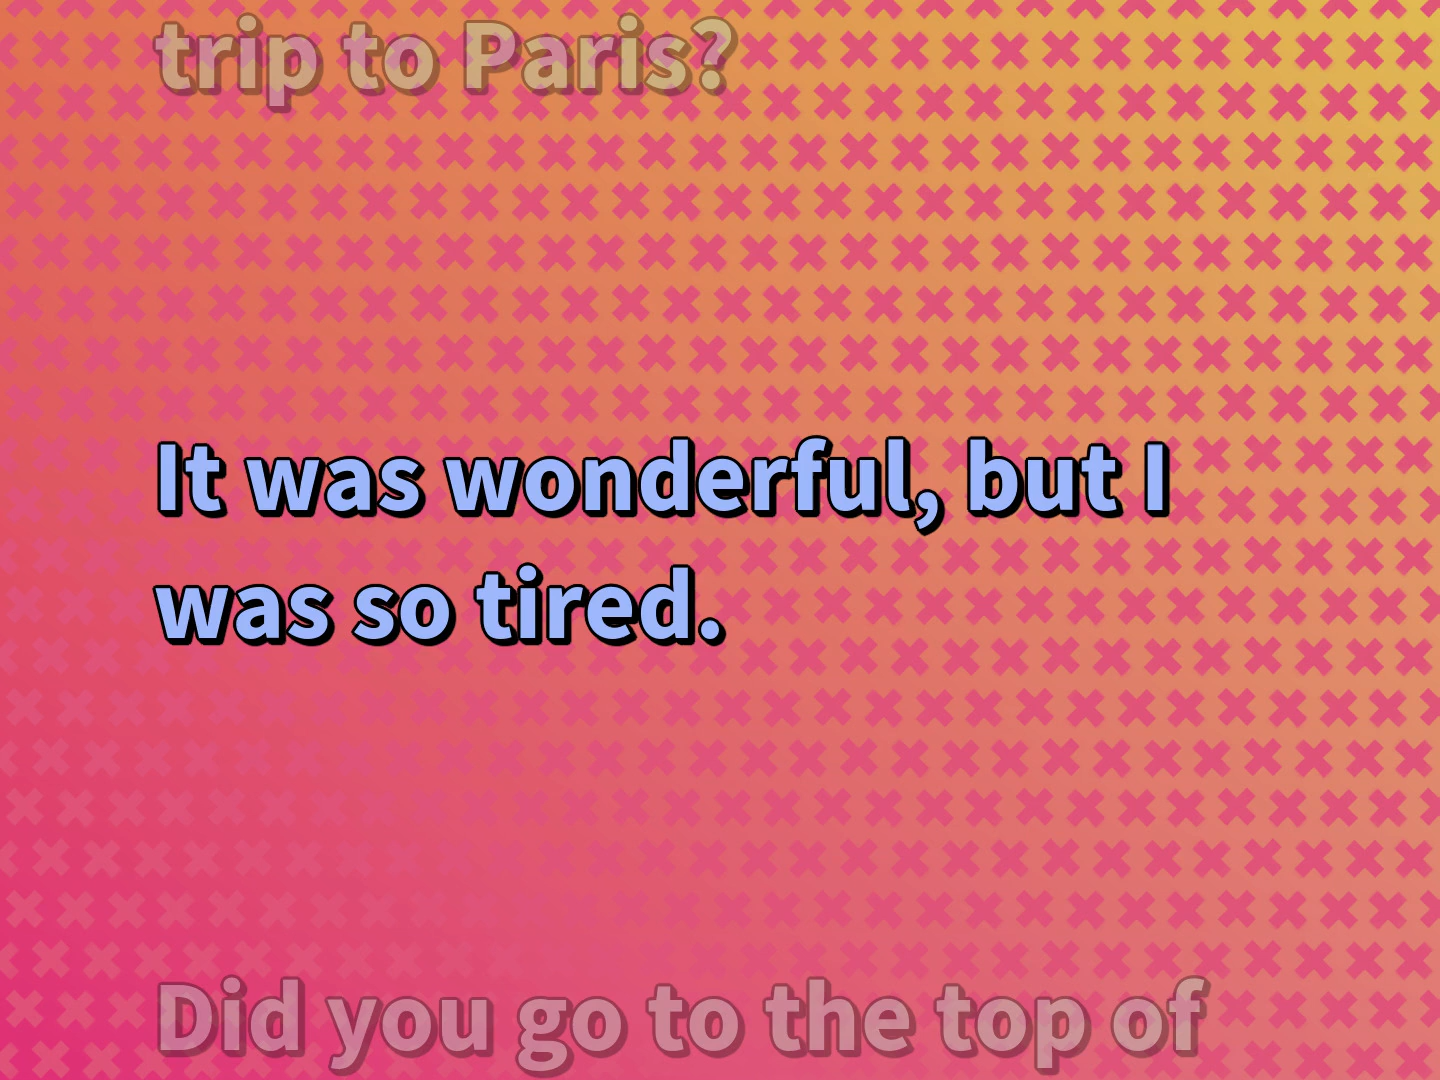 trip to Paris?
It was wonderful, but I
was so tired.
Did you go to the top of